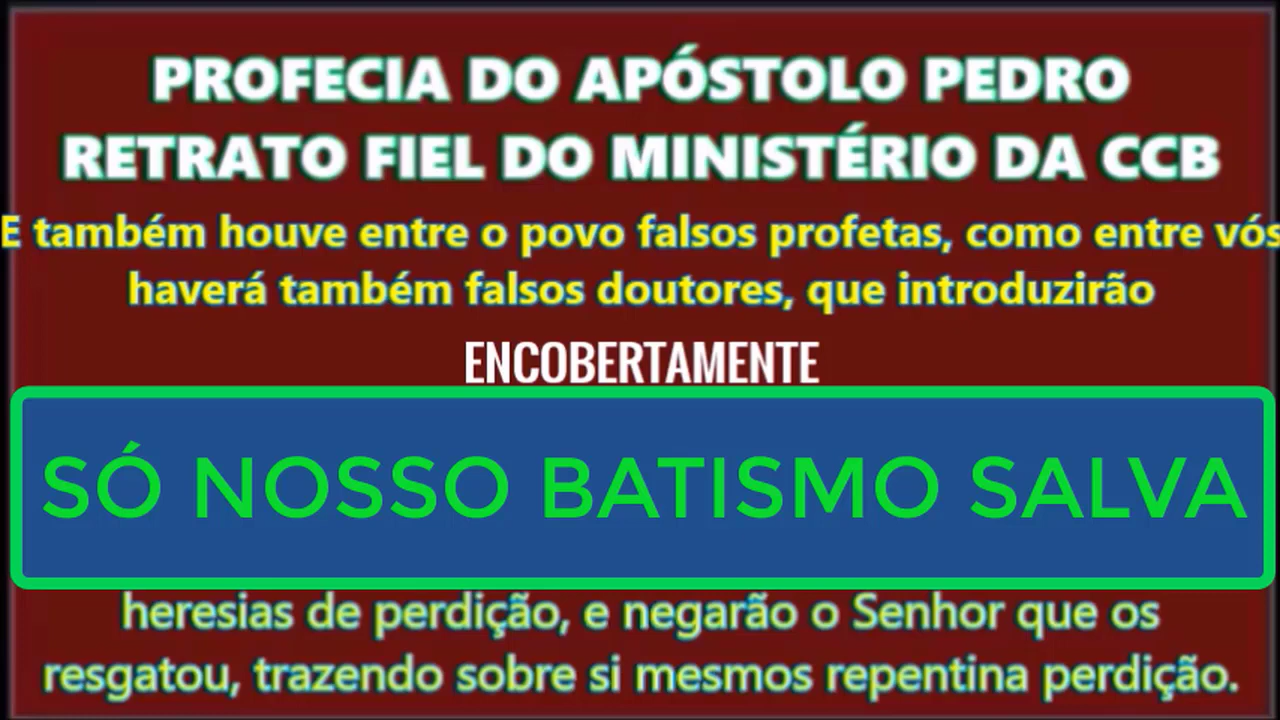 PROFECIA DO APÓSTOLO PEDRO
RETRATO FIEL DO MINISTÉRIO DA CCB
E também houve entre o povo falsos profetas, como entre vós
haverá também falsos doutores, que introduzirão
ENCOBERTAMENTE
SÓ NOSSO BATISMO SALVA
heresias de perdição, e negarão o Senhor que os
resgatou, trazendo sobre si mesmos repentina perdição.